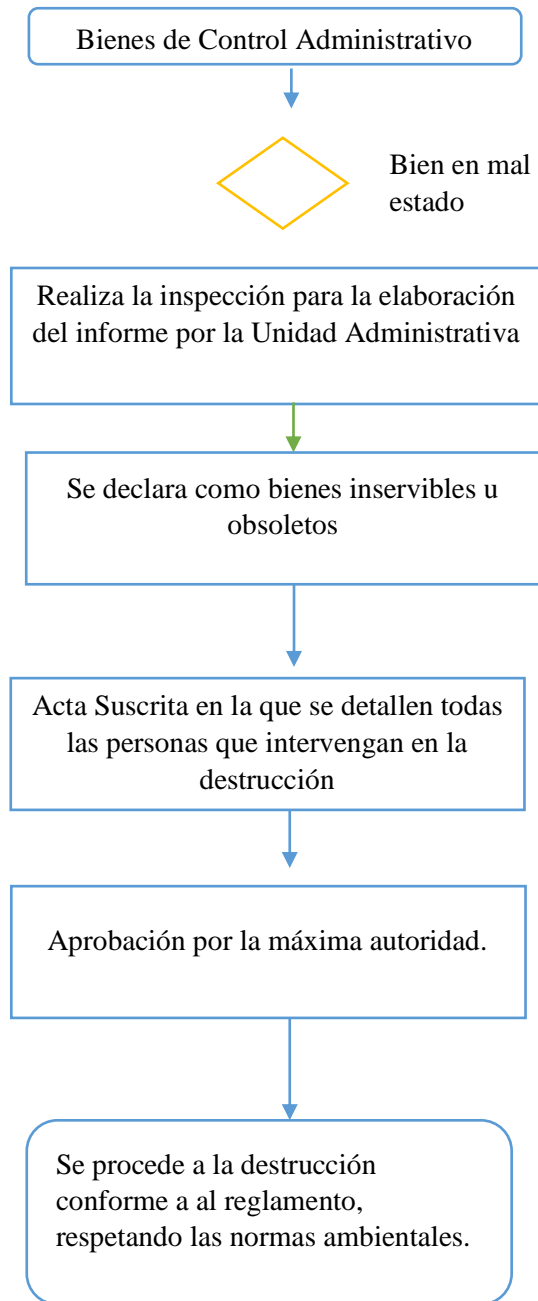 Bienes de Control Administrativo
Bien en mal
estado
Realiza la inspección para la elaboración
del informe por la Unidad Administrativa
Se declara como bienes inservibles u
obsoletos
Acta Suscrita en la que se detallen todas
las personas que intervengan en la
destrucción
Aprobación por la máxima autoridad.
Se procede a la destrucción
conforme a al reglamento,
respetando las normas ambientales.